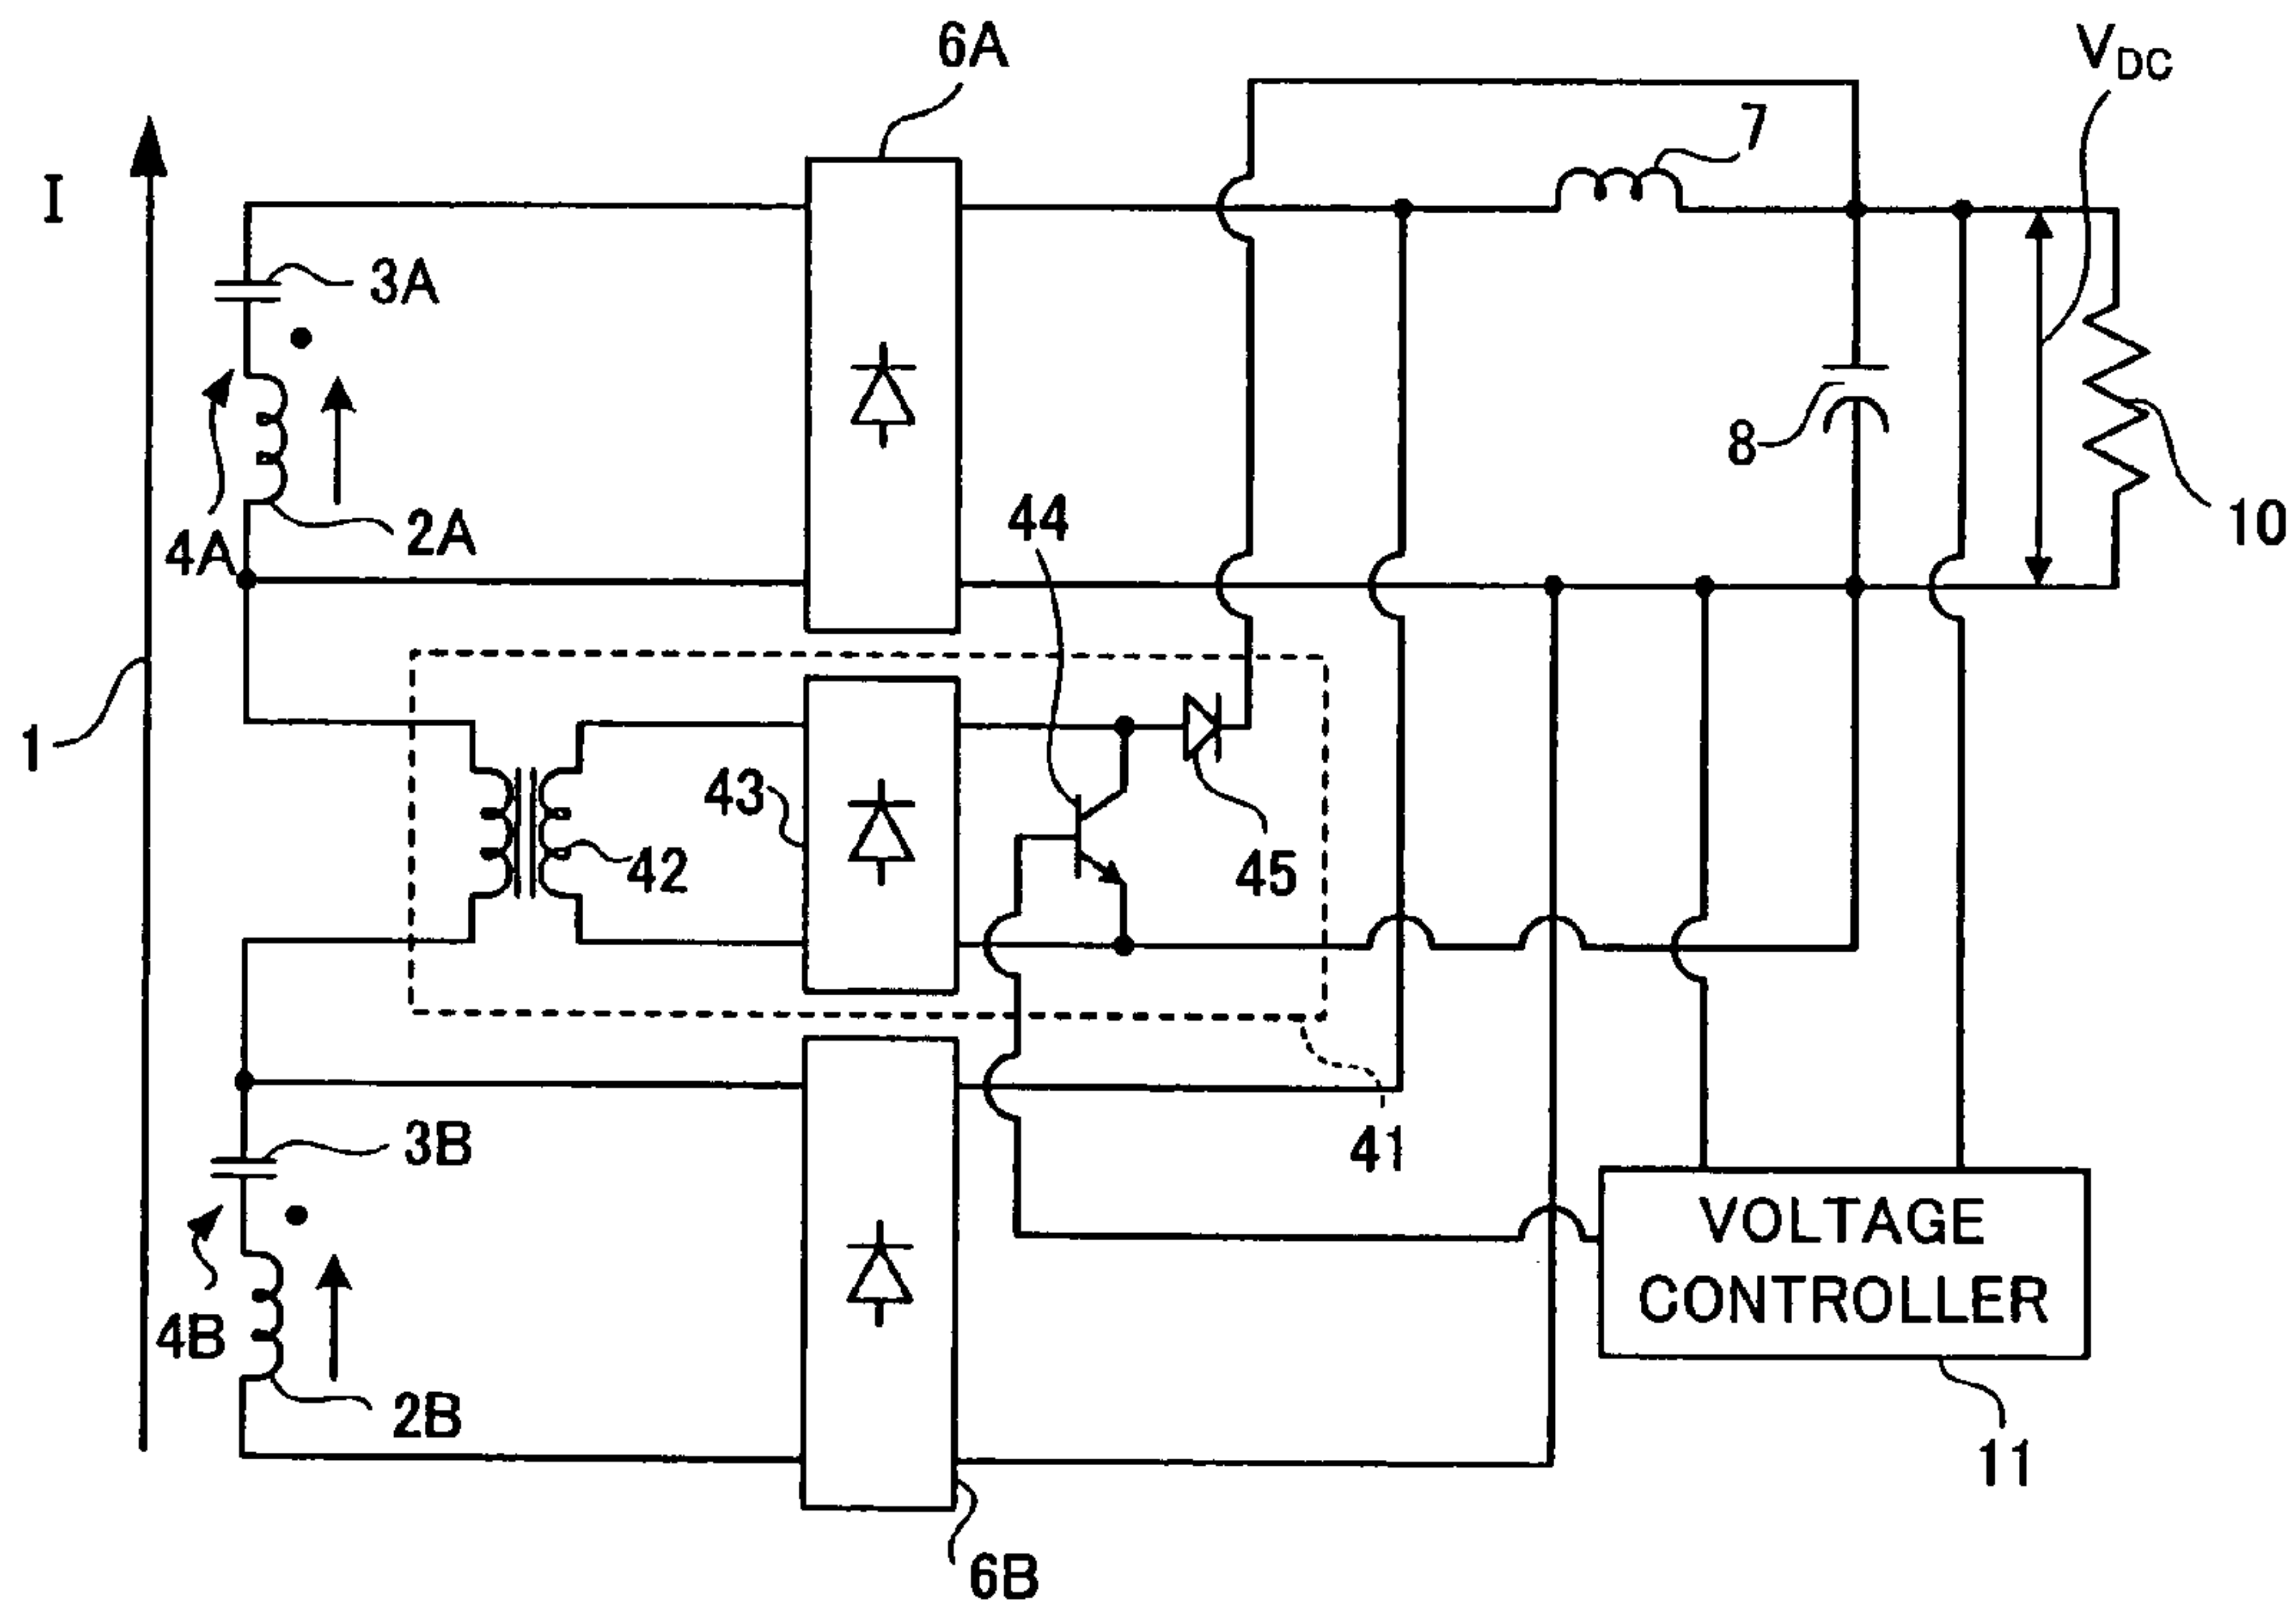 6A
V_DC
I
7
3A
4A
2A
44
8
10
1
43
42
45
3B
41
4B
2B
VOLTAGE
CONTROLLER
11
6B